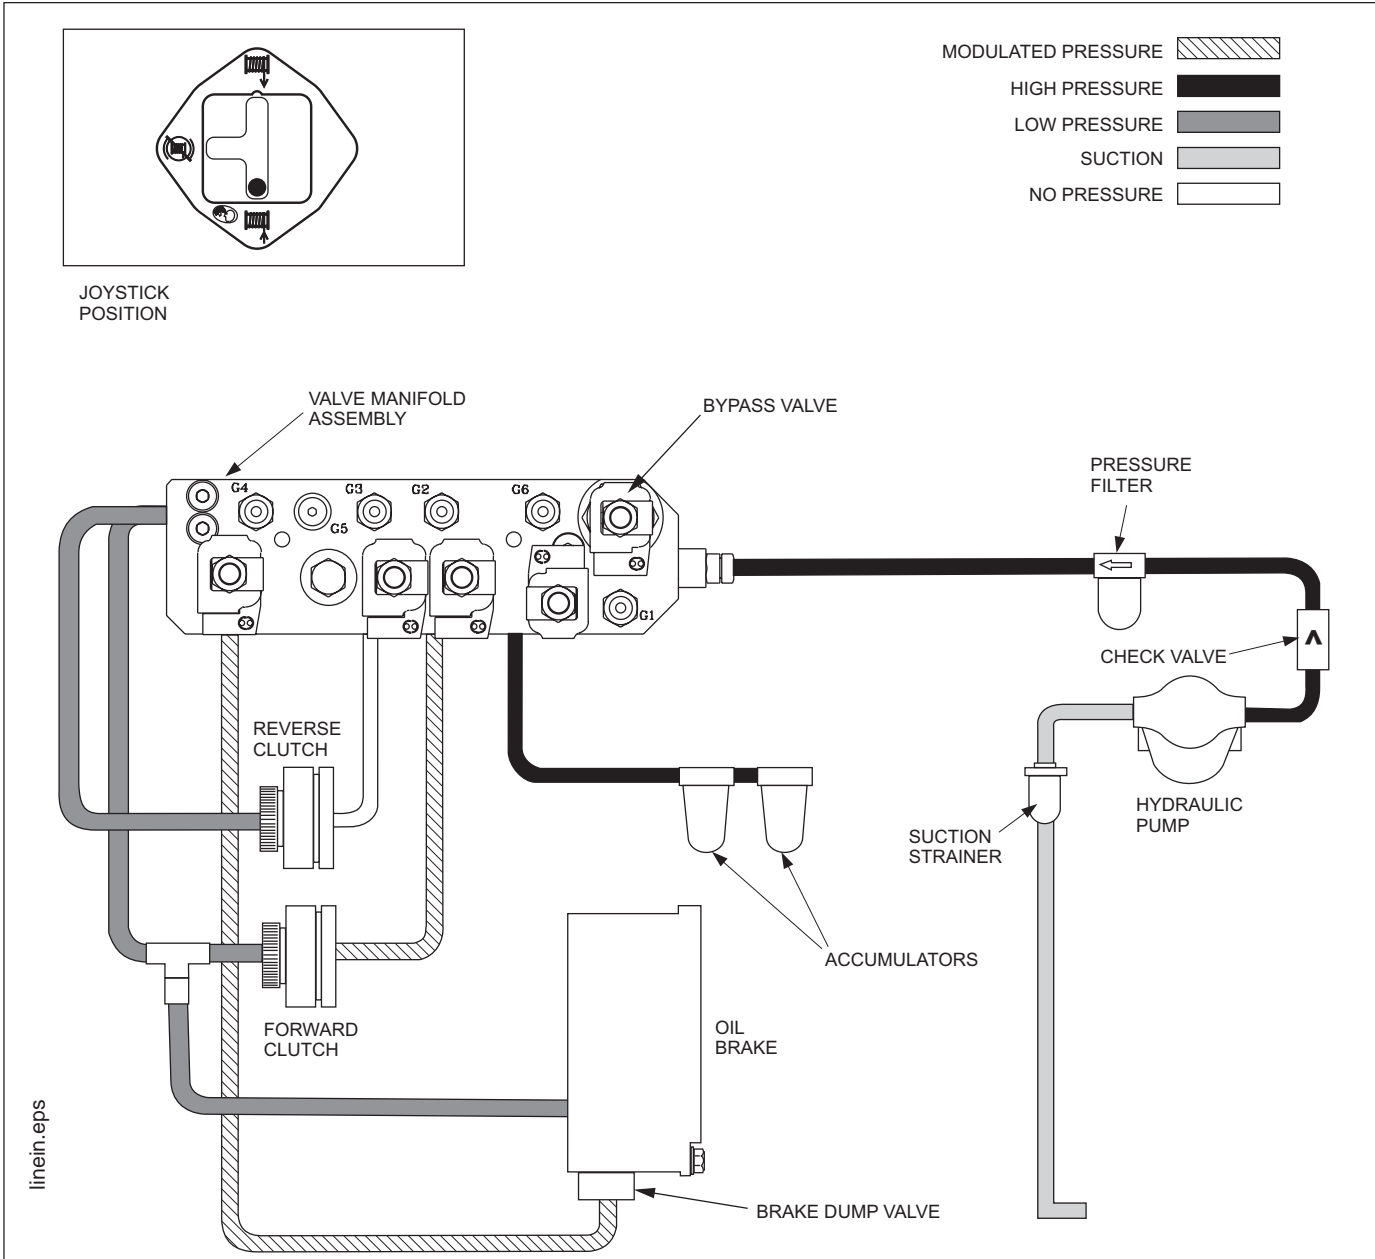 MODULATED PRESSURE
HIGH PRESSURE
LOW PRESSURE
SUCTION
NO PRESSURE
JOYSTICK
POSITION
VALVE MANIFOLD
ASSEMBLY
BYPASS VALVE
PRESSURE
FILTER
G4
G3
G2
G6
G5
G1
CHECK VALVE
REVERSE
CLUTCH
HYDRAULIC
PUMP
SUCTION
STRAINER
ACCUMULATORS
FORWARD
CLUTCH
OIL
BRAKE
BRAKE DUMP VALVE
linein.eps